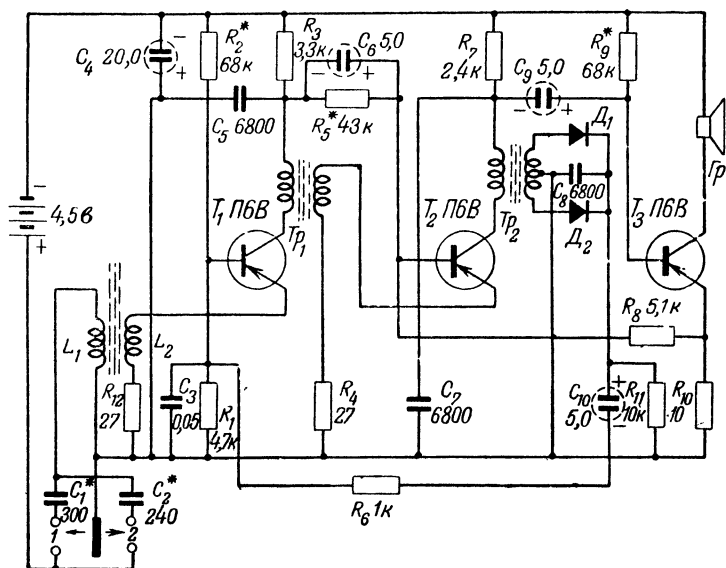 C₄ 20,0 - +
R₂* 68к
R₃ 3,3к
C₆ 5,0 - +
R₇ 2,4к
C₉ 5,0 - +
R₉* 68к
C₅ 6800
R₅* 43к
Д₁
Гр
C₈ 6800
4,5в - +
T₁ П6В
Тр₁
T₂ П6В
Тр₂
Д₂
T₃ П6В
R₈ 5,1к
L₁
L₂
R₁₂ 27
C₃ 0,05
R₁ 4,7к
R₄ 27
C₇ 6800
C₁₀ 5,0 + -
R₁₁ 10к
R₁₀ 10
C₁* 300
C₂* 240
R₆ 1к
1
2